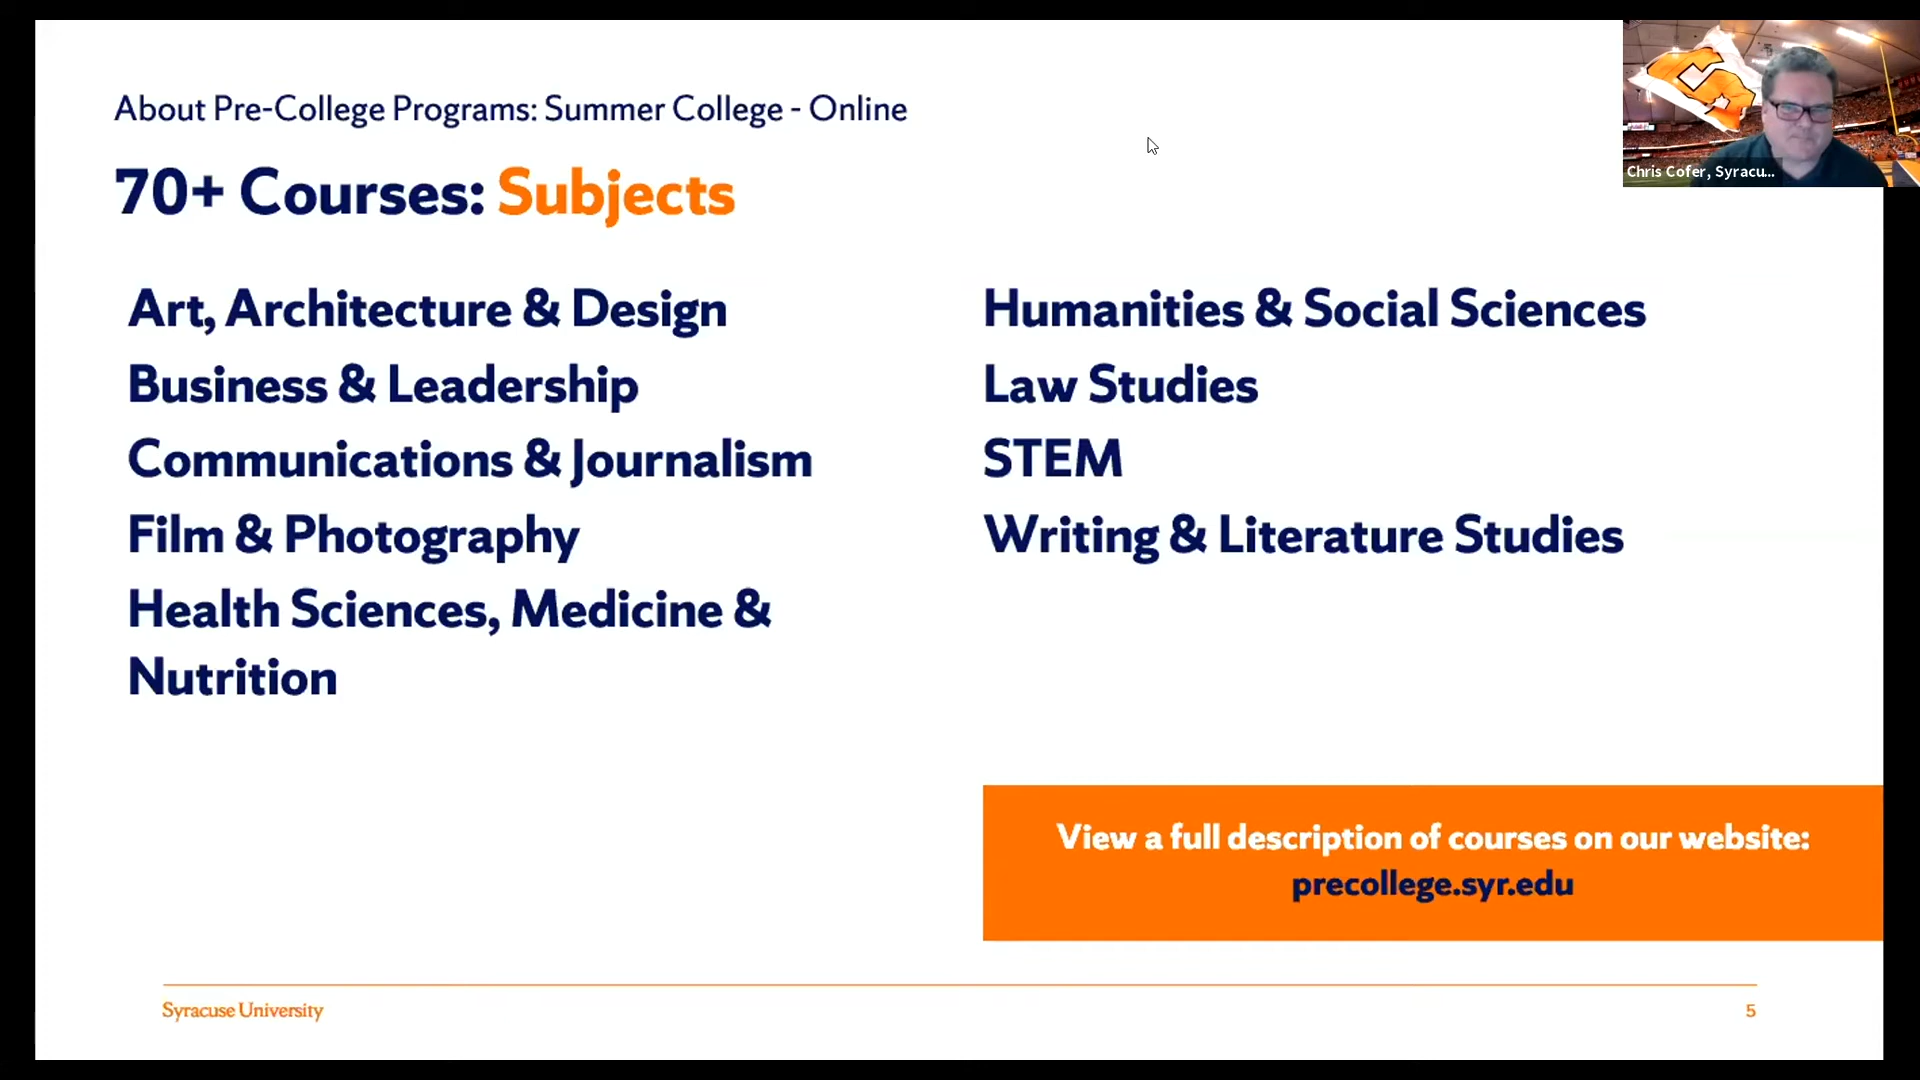 About Pre-College Programs: Summer College - Online
70+ Courses: Subjects
Art, Architecture & Design
Business & Leadership
Communications & Journalism
Film & Photography
Health Sciences, Medicine &
Nutrition
Humanities & Social Sciences
Law Studies
STEM
Writing & Literature Studies
View a full description of courses on our website:
precollege.syr.edu
Syracuse University
5
Chris Cofer, Syracu...